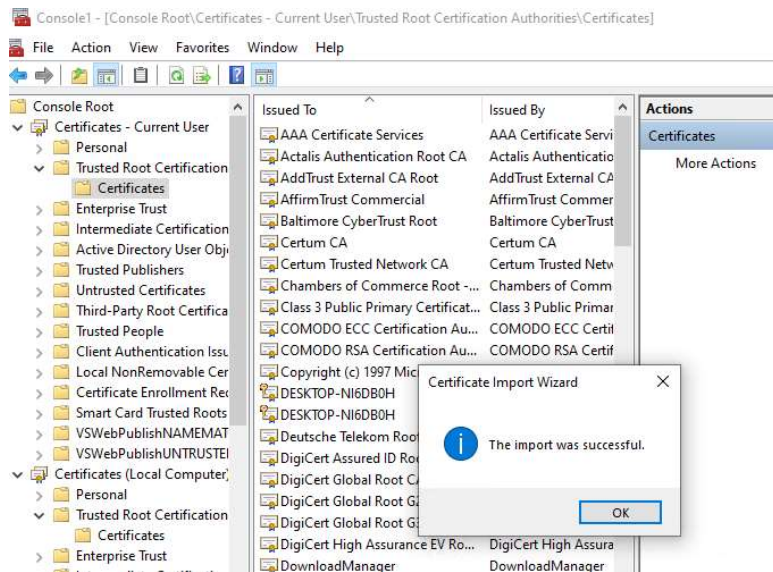 Console1 - [Console Root\Certificates - Current User\Trusted Root Certification Authorities\Certificates]
File Action View Favorites Window Help
Console Root
Certificates - Current User
Personal
Trusted Root Certification
Certificates
Enterprise Trust
Intermediate Certification
Active Directory User Obj
Trusted Publishers
Untrusted Certificates
Third-Party Root Certifica
Trusted People
Client Authentication Issu
Local NonRemovable Cer
Certificate Enrollment Rec
Smart Card Trusted Roots
VSWebPublishNAMEMAT
VSWebPublishUNTRUSTE
Certificates (Local Computer)
Personal
Trusted Root Certification
Certificates
Enterprise Trust
Issued To Issued By
AAA Certificate Services AAA Certificate Servi
Actalis Authentication Root CA Actalis Authenticatio
AddTrust External CA Root AddTrust External CA
AffirmTrust Commercial AffirmTrust Commer
Baltimore CyberTrust Root Baltimore CyberTrust
Certum CA Certum CA
Certum Trusted Network CA Certum Trusted Netw
Chambers of Commerce Root -... Chambers of Comm
Class 3 Public Primary Certificat... Class 3 Public Primar
COMODO ECC Certification Au... COMODO ECC Certif
COMODO RSA Certification Au... COMODO RSA Certif
Copyright (c) 1997 Mic
DESKTOP-NI6DB0H
DESKTOP-NI6DB0H
Deutsche Telekom Root
DigiCert Assured ID Ro
DigiCert Global Root CA
DigiCert Global Root G2
DigiCert Global Root G3
DigiCert High Assurance EV Ro... DigiCert High Assura
DownloadManager DownloadManager
Actions
Certificates
More Actions
Certificate Import Wizard
The import was successful.
OK